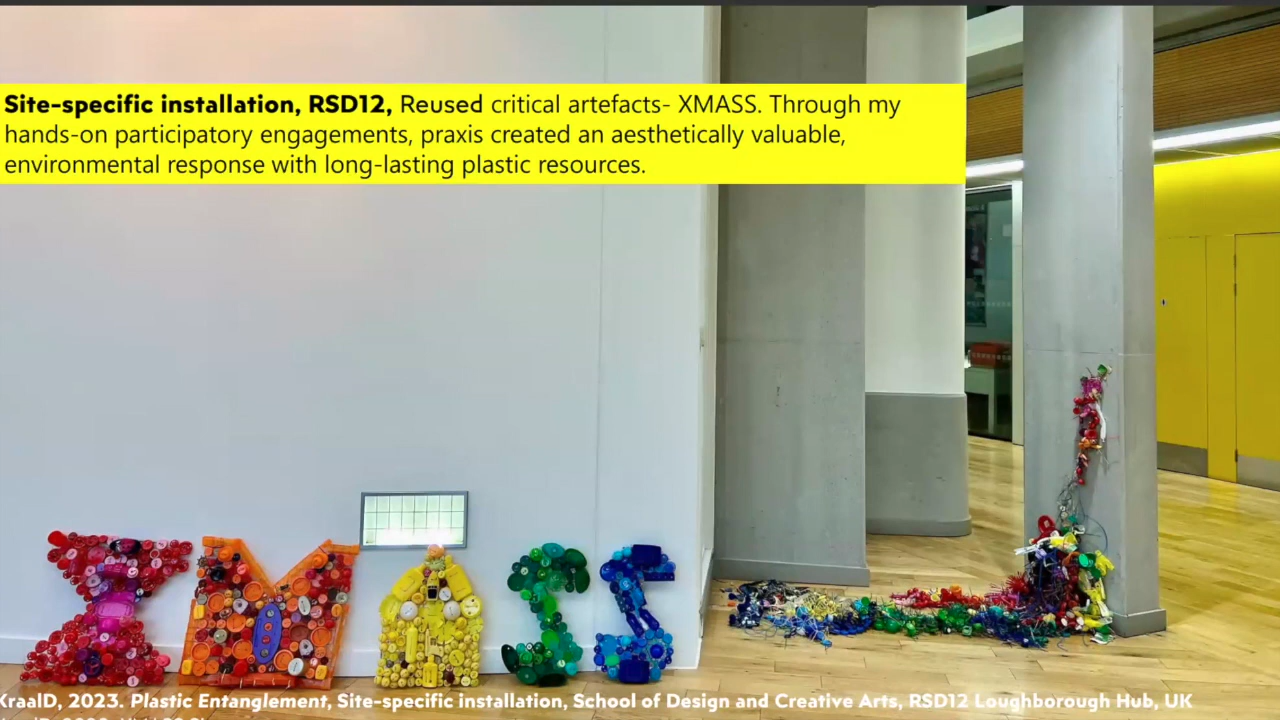 Site-specific installation, RSD12, Reused critical artefacts- XMASS. Through my
hands-on participatory engagements, praxis created an aesthetically valuable,
environmental response with long-lasting plastic resources.
XMASS
KraalD, 2023. Plastic Entanglement, Site-specific installation, School of Design and Creative Arts, RSD12 Loughborough Hub, UK